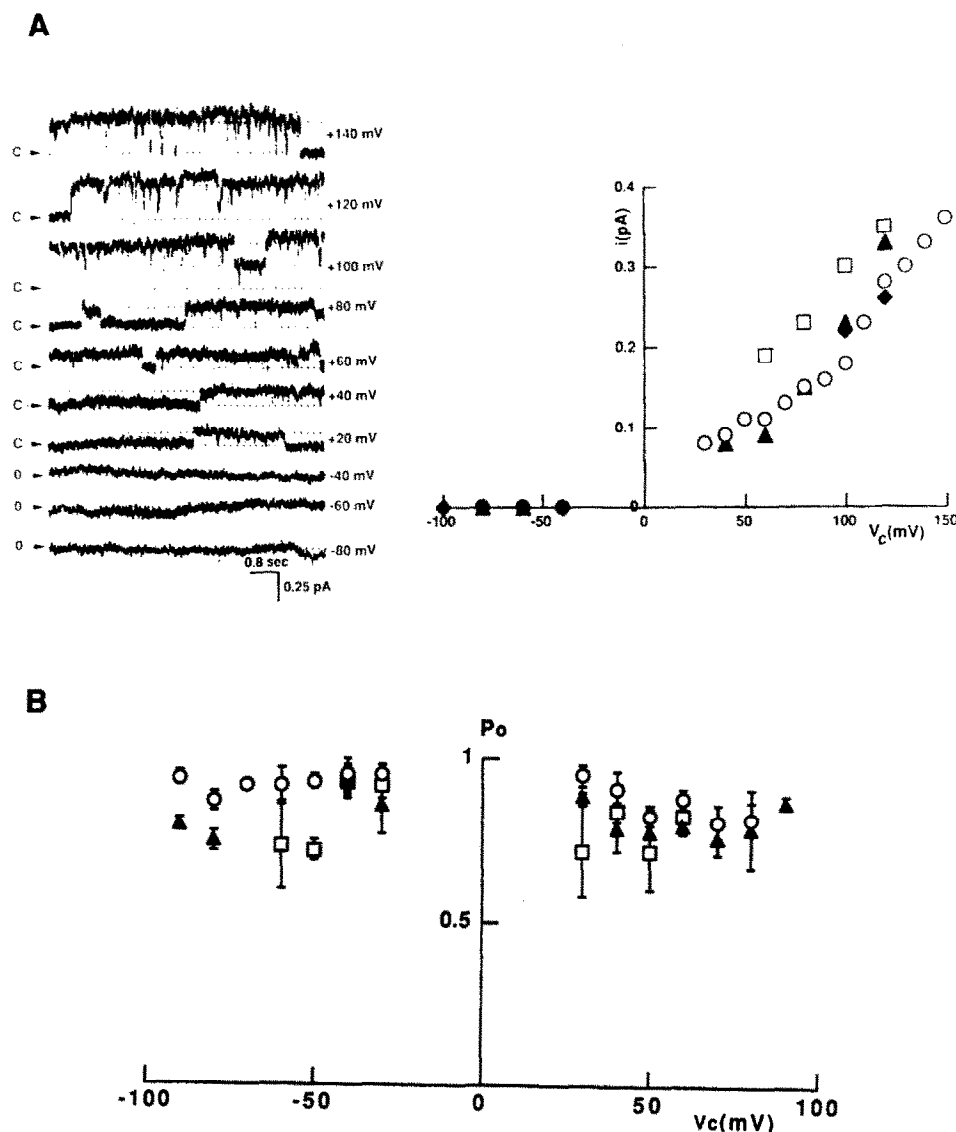 A
C +140 mV
C +120 mV
C +100 mV
C +80 mV
C +60 mV
C +40 mV
C +20 mV
0 -40 mV
0 -60 mV
0 -80 mV
0.8 sec
0.25 pA
i(pA)
0.4
0.3
0.2
0.1
0
-100 -50 0 50 100 150
Vc(mV)
B
Po
1
0.5
-100 -50 0 50 100
Vc(mV)